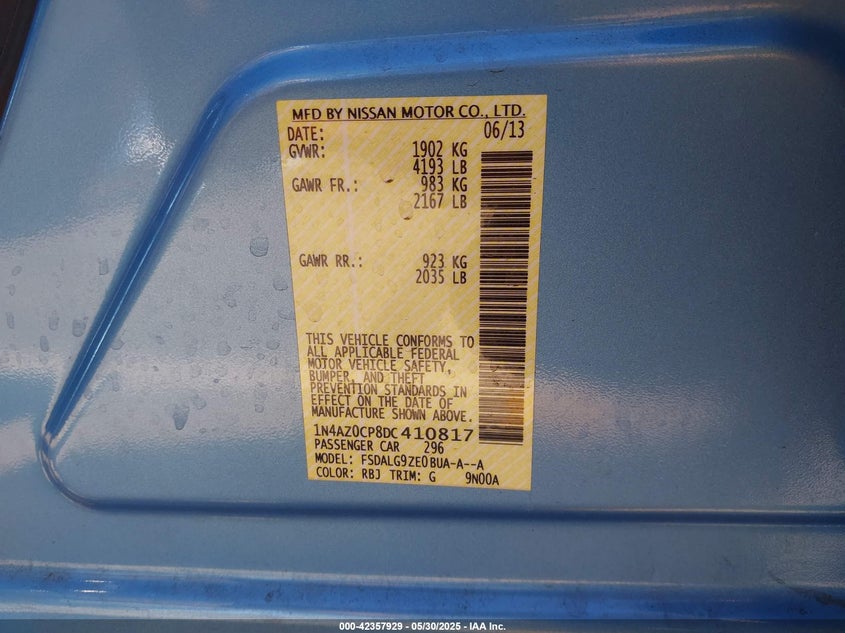 MFD BY NISSAN MOTOR CO., LTD.
DATE: 06/13
GVWR: 1902 KG
4193 LB
GAWR FR.: 983 KG
2167 LB
GAWR RR.: 923 KG
2035 LB
THIS VEHICLE CONFORMS TO
ALL APPLICABLE FEDERAL
MOTOR VEHICLE SAFETY,
BUMPER, AND THEFT
PREVENTION STANDARDS IN
EFFECT ON THE DATE OF
MANUFACTURE SHOWN ABOVE.
1N4AZ0CP8DC410817
PASSENGER CAR 296
MODEL: FSDALG9ZE0BUA-A--A
COLOR: RBJ TRIM: G 9N00A
000-42357929 — 05/30/2025 — IAA Inc.